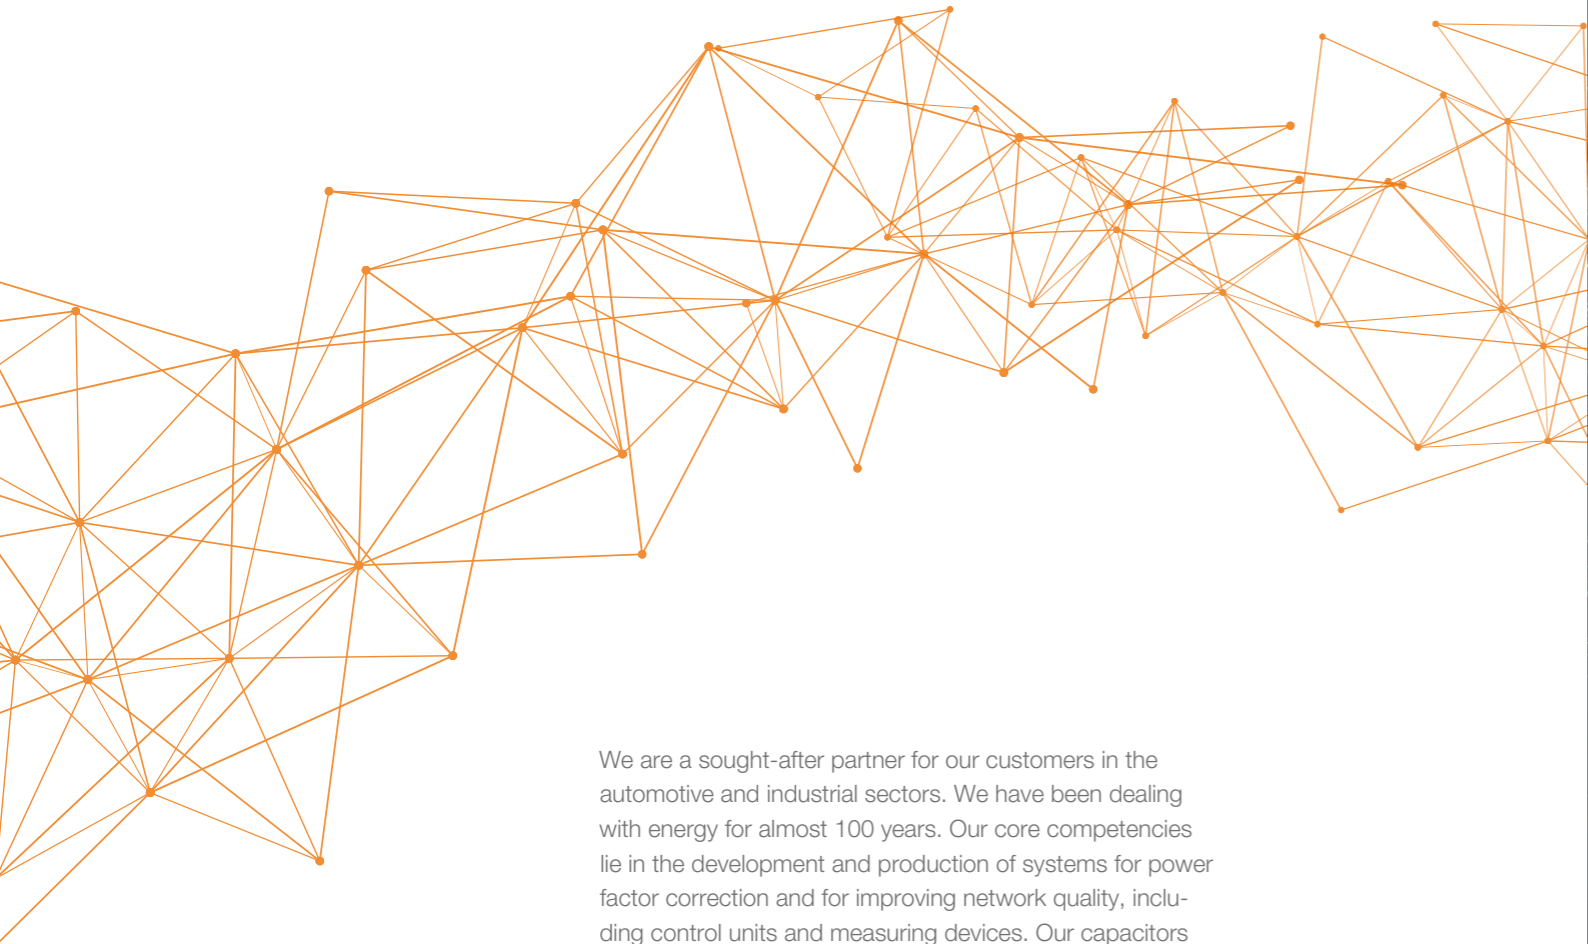 We are a sought-after partner for our customers in the
automotive and industrial sectors. We have been dealing
with energy for almost 100 years. Our core competencies
lie in the development and production of systems for power
factor correction and for improving network quality, inclu-
ding control units and measuring devices. Our capacitors